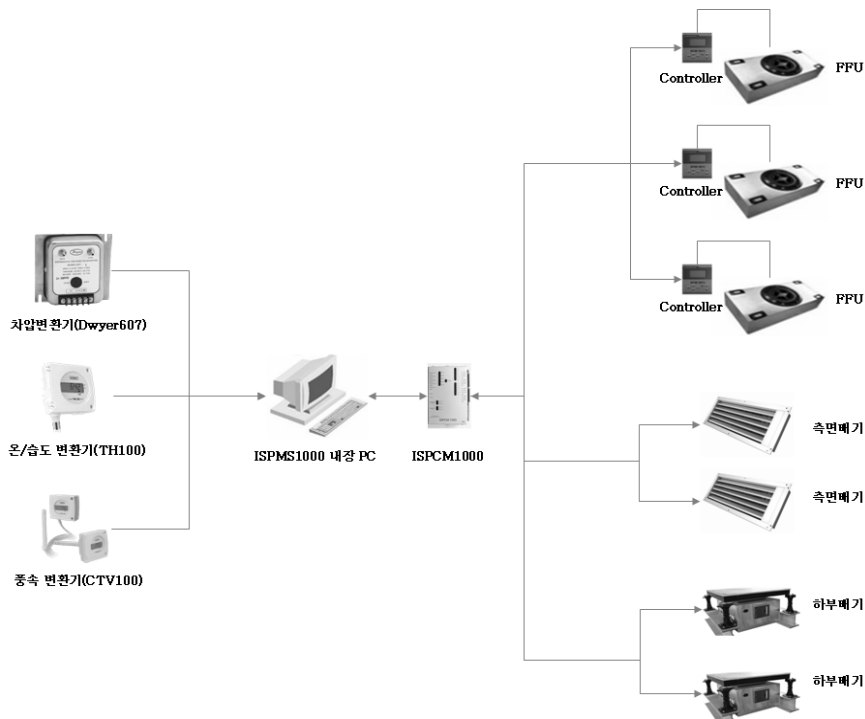 Controller
FFU
Controller
FFU
Controller
FFU
차압변환기(Dwyer607)
온/습도 변환기(TH100)
풍속 변환기(CTV100)
ISPMS1000 내장 PC
ISPCM1000
측면배기
측면배기
하부배기
하부배기